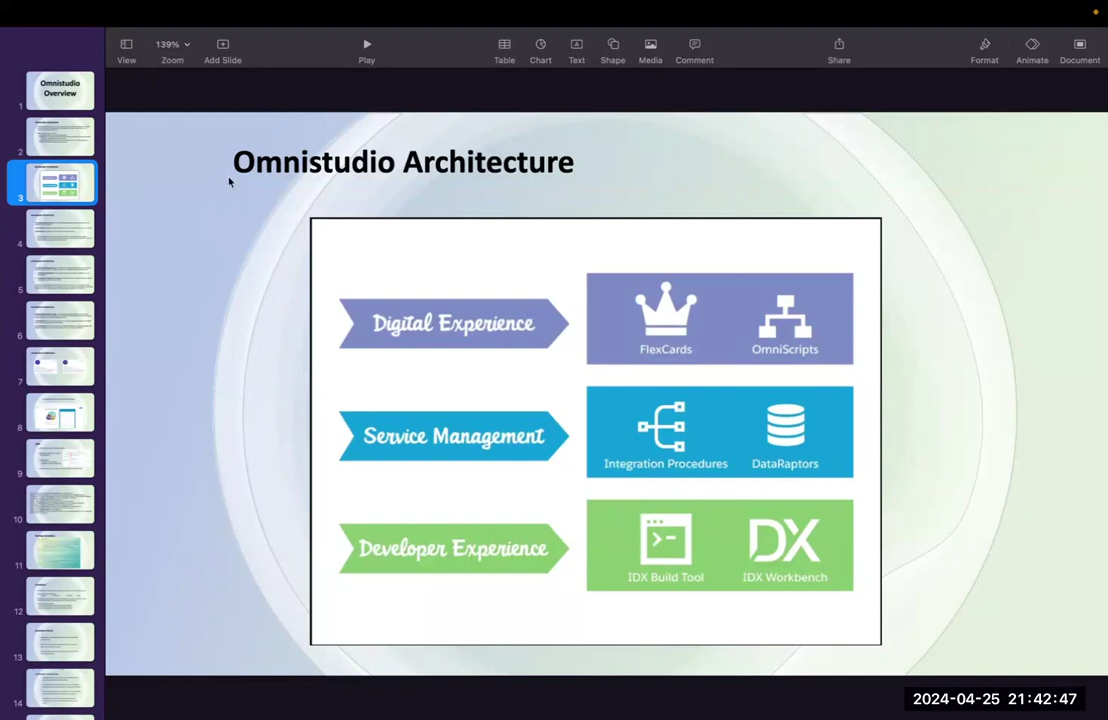 139%
View
Zoom
Add Slide
Play
Table
Chart
Text
Shape
Media
Comment
Share
Format
Animate
Document
Omnistudio
Overview
1
2
3
4
5
6
7
8
9
10
11
12
13
14
Omnistudio Architecture
Digital Experience
FlexCards
OmniScripts
Service Management
Integration Procedures
DataRaptors
Developer Experience
IDX Build Tool
DX
IDX Workbench
2024-04-25 21:42:47